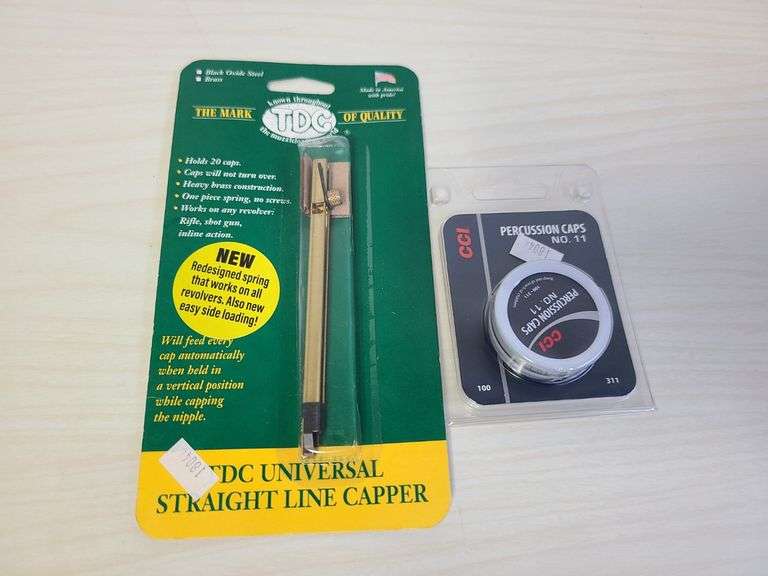 Black Oxide Steel
Brass
Made in America
with pride!
THE MARK
known throughout
TDC
OF QUALITY
®
• Holds 20 caps.
• Caps will not turn over.
• Heavy brass construction.
• One piece spring, no screws.
• Works on any revolver:
Rifle, shot gun,
inline action.
NEW
Redesigned spring
that works on all
revolvers. Also new
easy side loading!
Will feed every
cap automatically
when held in
a vertical position
while capping
the nipple.
TDC UNIVERSAL
STRAIGHT LINE CAPPER
CCI
PERCUSSION CAPS
NO. 11
PERCUSSION CAPS
NO. 11
CCI
100
311